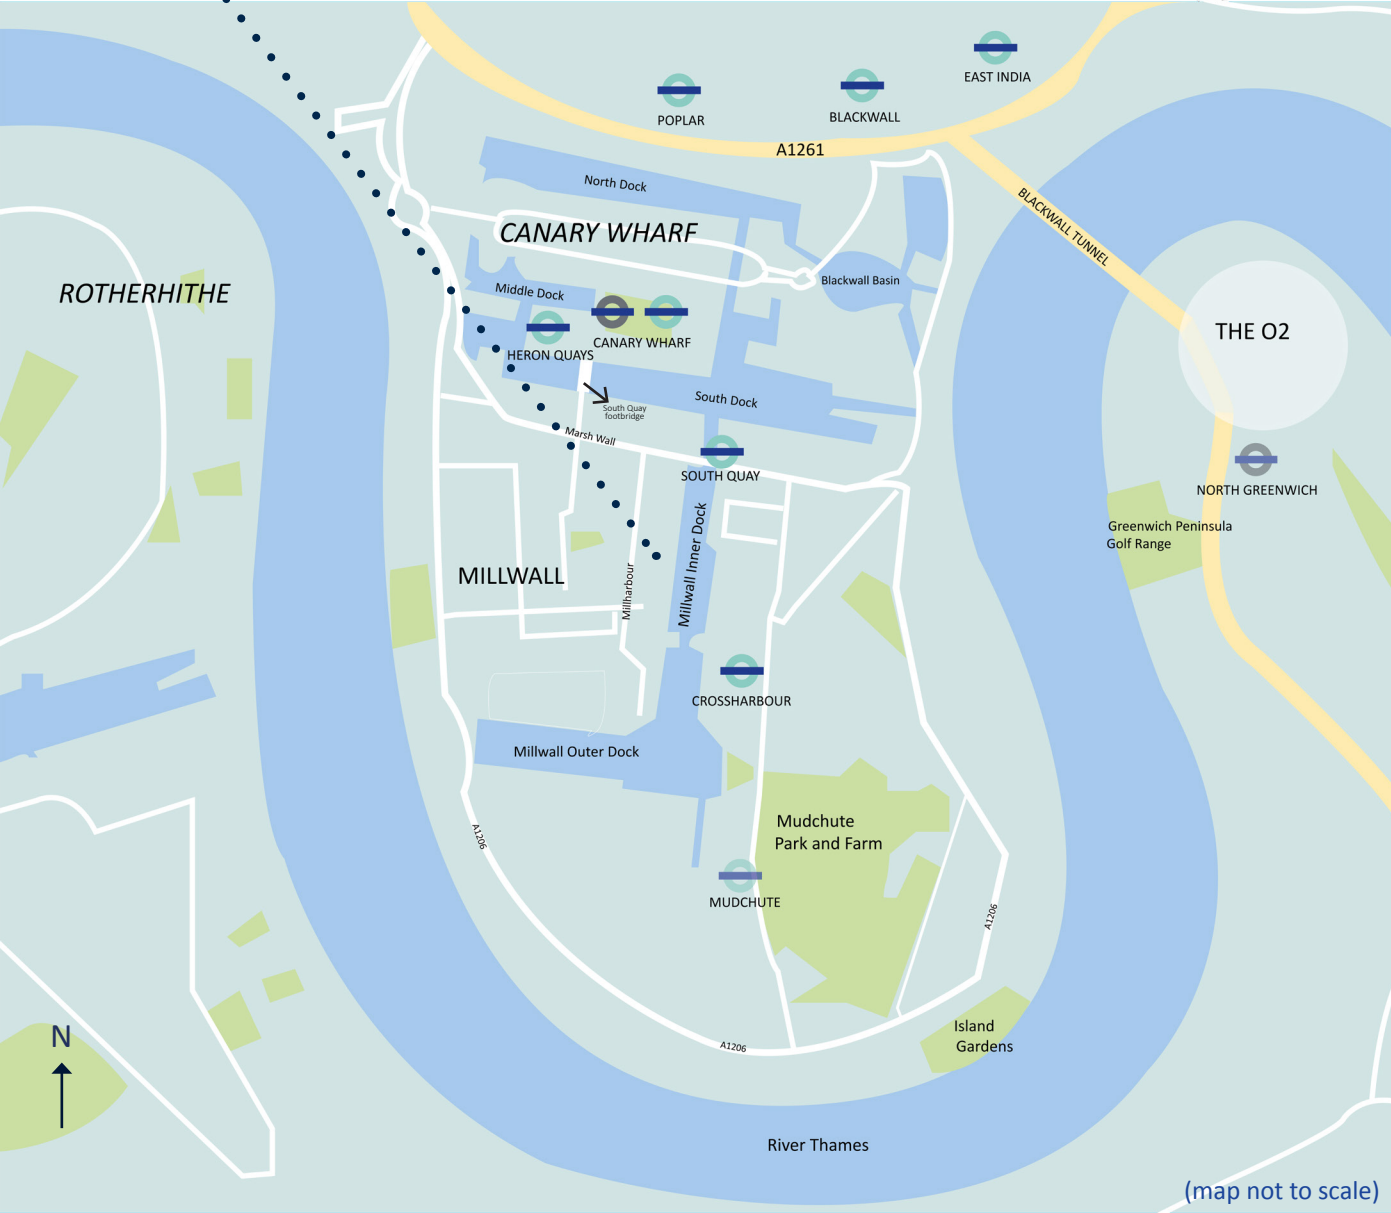 EAST INDIA
POPLAR
BLACKWALL
A1261
North Dock
BLACKWALL TUNNEL
CANARY WHARF
Blackwall Basin
ROTHERHITHE
Middle Dock
THE O2
CANARY WHARF
HERON QUAYS
South Dock
South Quay
footbridge
Marsh Wall
SOUTH QUAY
NORTH GREENWICH
Greenwich Peninsula
Golf Range
Millwall Inner Dock
MILLWALL
Millharbour
CROSSHARBOUR
Millwall Outer Dock
Mudchute
Park and Farm
A1206
MUDCHUTE
A1206
Island
Gardens
N
A1206
River Thames
(map not to scale)